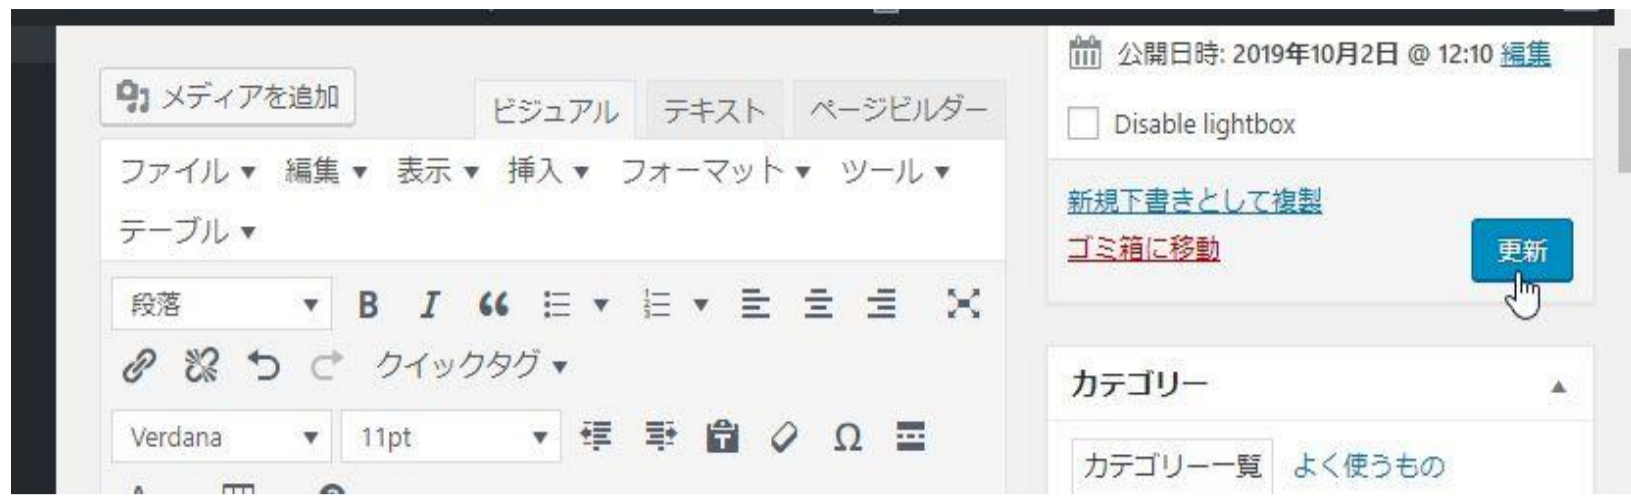 メディアを追加
ビジュアル テキスト ページビルダー
ファイル 編集 表示 挿入 フォーマット ツール
テーブル
段落
クイックタグ
Verdana 11pt
公開日時: 2019年10月2日 @ 12:10 編集
Disable lightbox
新規下書きとして複製
ゴミ箱に移動
更新
カテゴリー
カテゴリー一覧 よく使うもの